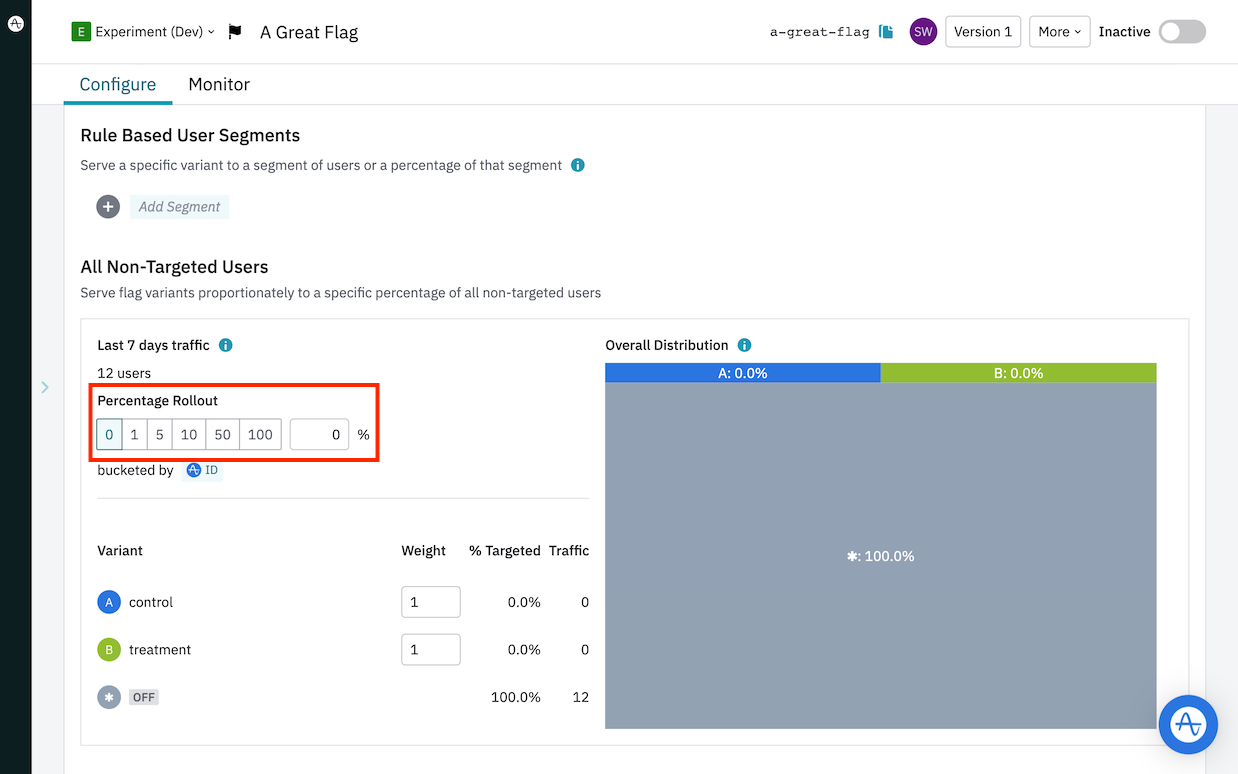 E Experiment (Dev) A Great Flag a-great-flag SW Version 1 More Inactive
Configure Monitor
Rule Based User Segments
Serve a specific variant to a segment of users or a percentage of that segment i
+ Add Segment
All Non-Targeted Users
Serve flag variants proportionately to a specific percentage of all non-targeted users
Last 7 days traffic i
12 users
Percentage Rollout
0 1 5 10 50 100 0 %
bucketed by ID
Variant Weight % Targeted Traffic
A control 1 0.0% 0
B treatment 1 0.0% 0
✱ OFF 100.0% 12
Overall Distribution i
A: 0.0% B: 0.0%
✱: 100.0%